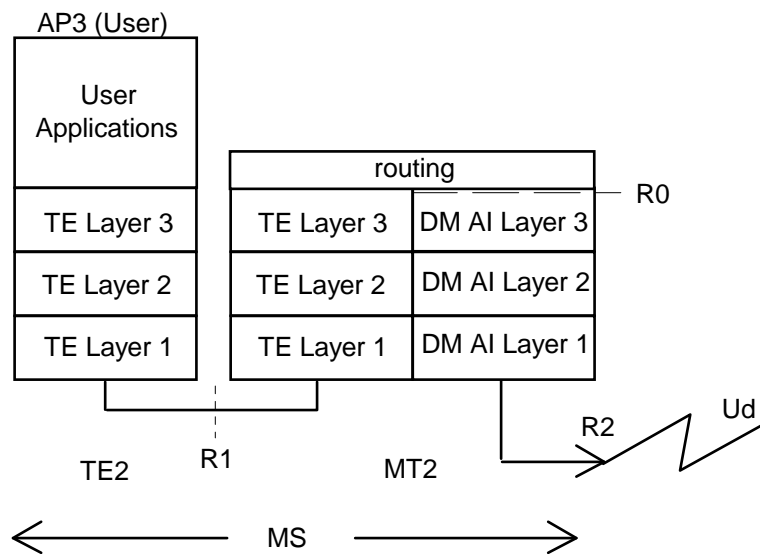 AP3 (User)
User
Applications
routing
R0
TE Layer 3
TE Layer 3
DM AI Layer 3
TE Layer 2
TE Layer 2
DM AI Layer 2
TE Layer 1
TE Layer 1
DM AI Layer 1
R1
R2
Ud
TE2
MT2
MS